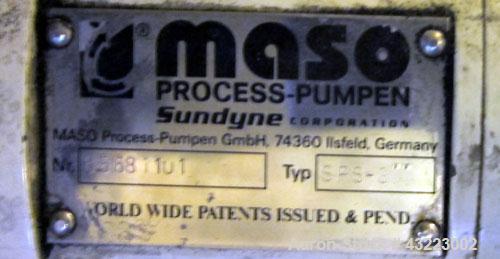 maso
PROCESS-PUMPEN
Sundyne CORPORATION
MASO Process-Pumpen GmbH, 74360 Ilsfeld, Germany
Nr. Typ
WORLD WIDE PATENTS ISSUED & PEND.
43223002